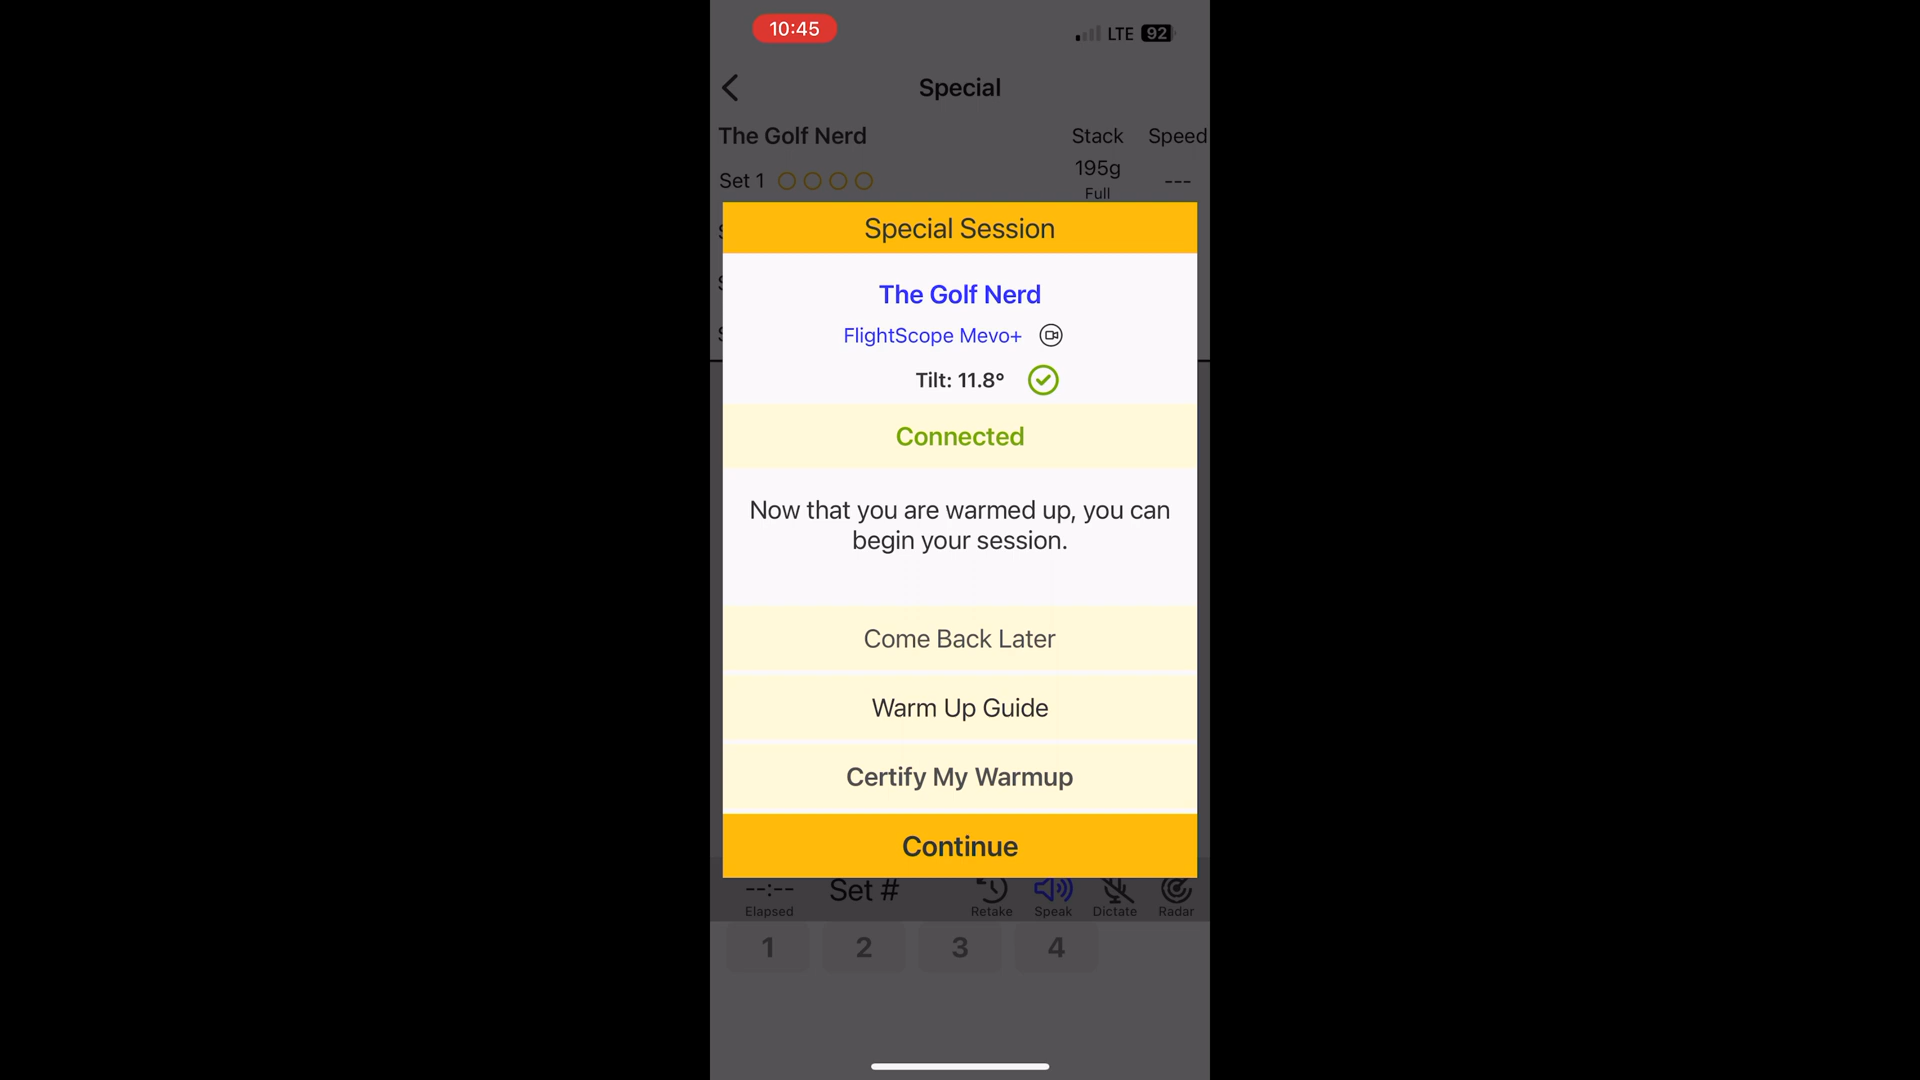 10:45
LTE 92
Special
The Golf Nerd
Stack
Speed
195g
Set 1
---
Full
Special Session
The Golf Nerd
FlightScope Mevo+
Tilt: 11.8°
Connected
Now that you are warmed up, you can
begin your session.
Come Back Later
Warm Up Guide
Certify My Warmup
Continue
--:--
Set #
Elapsed
Retake
Speak
Dictate
Radar
1
2
3
4